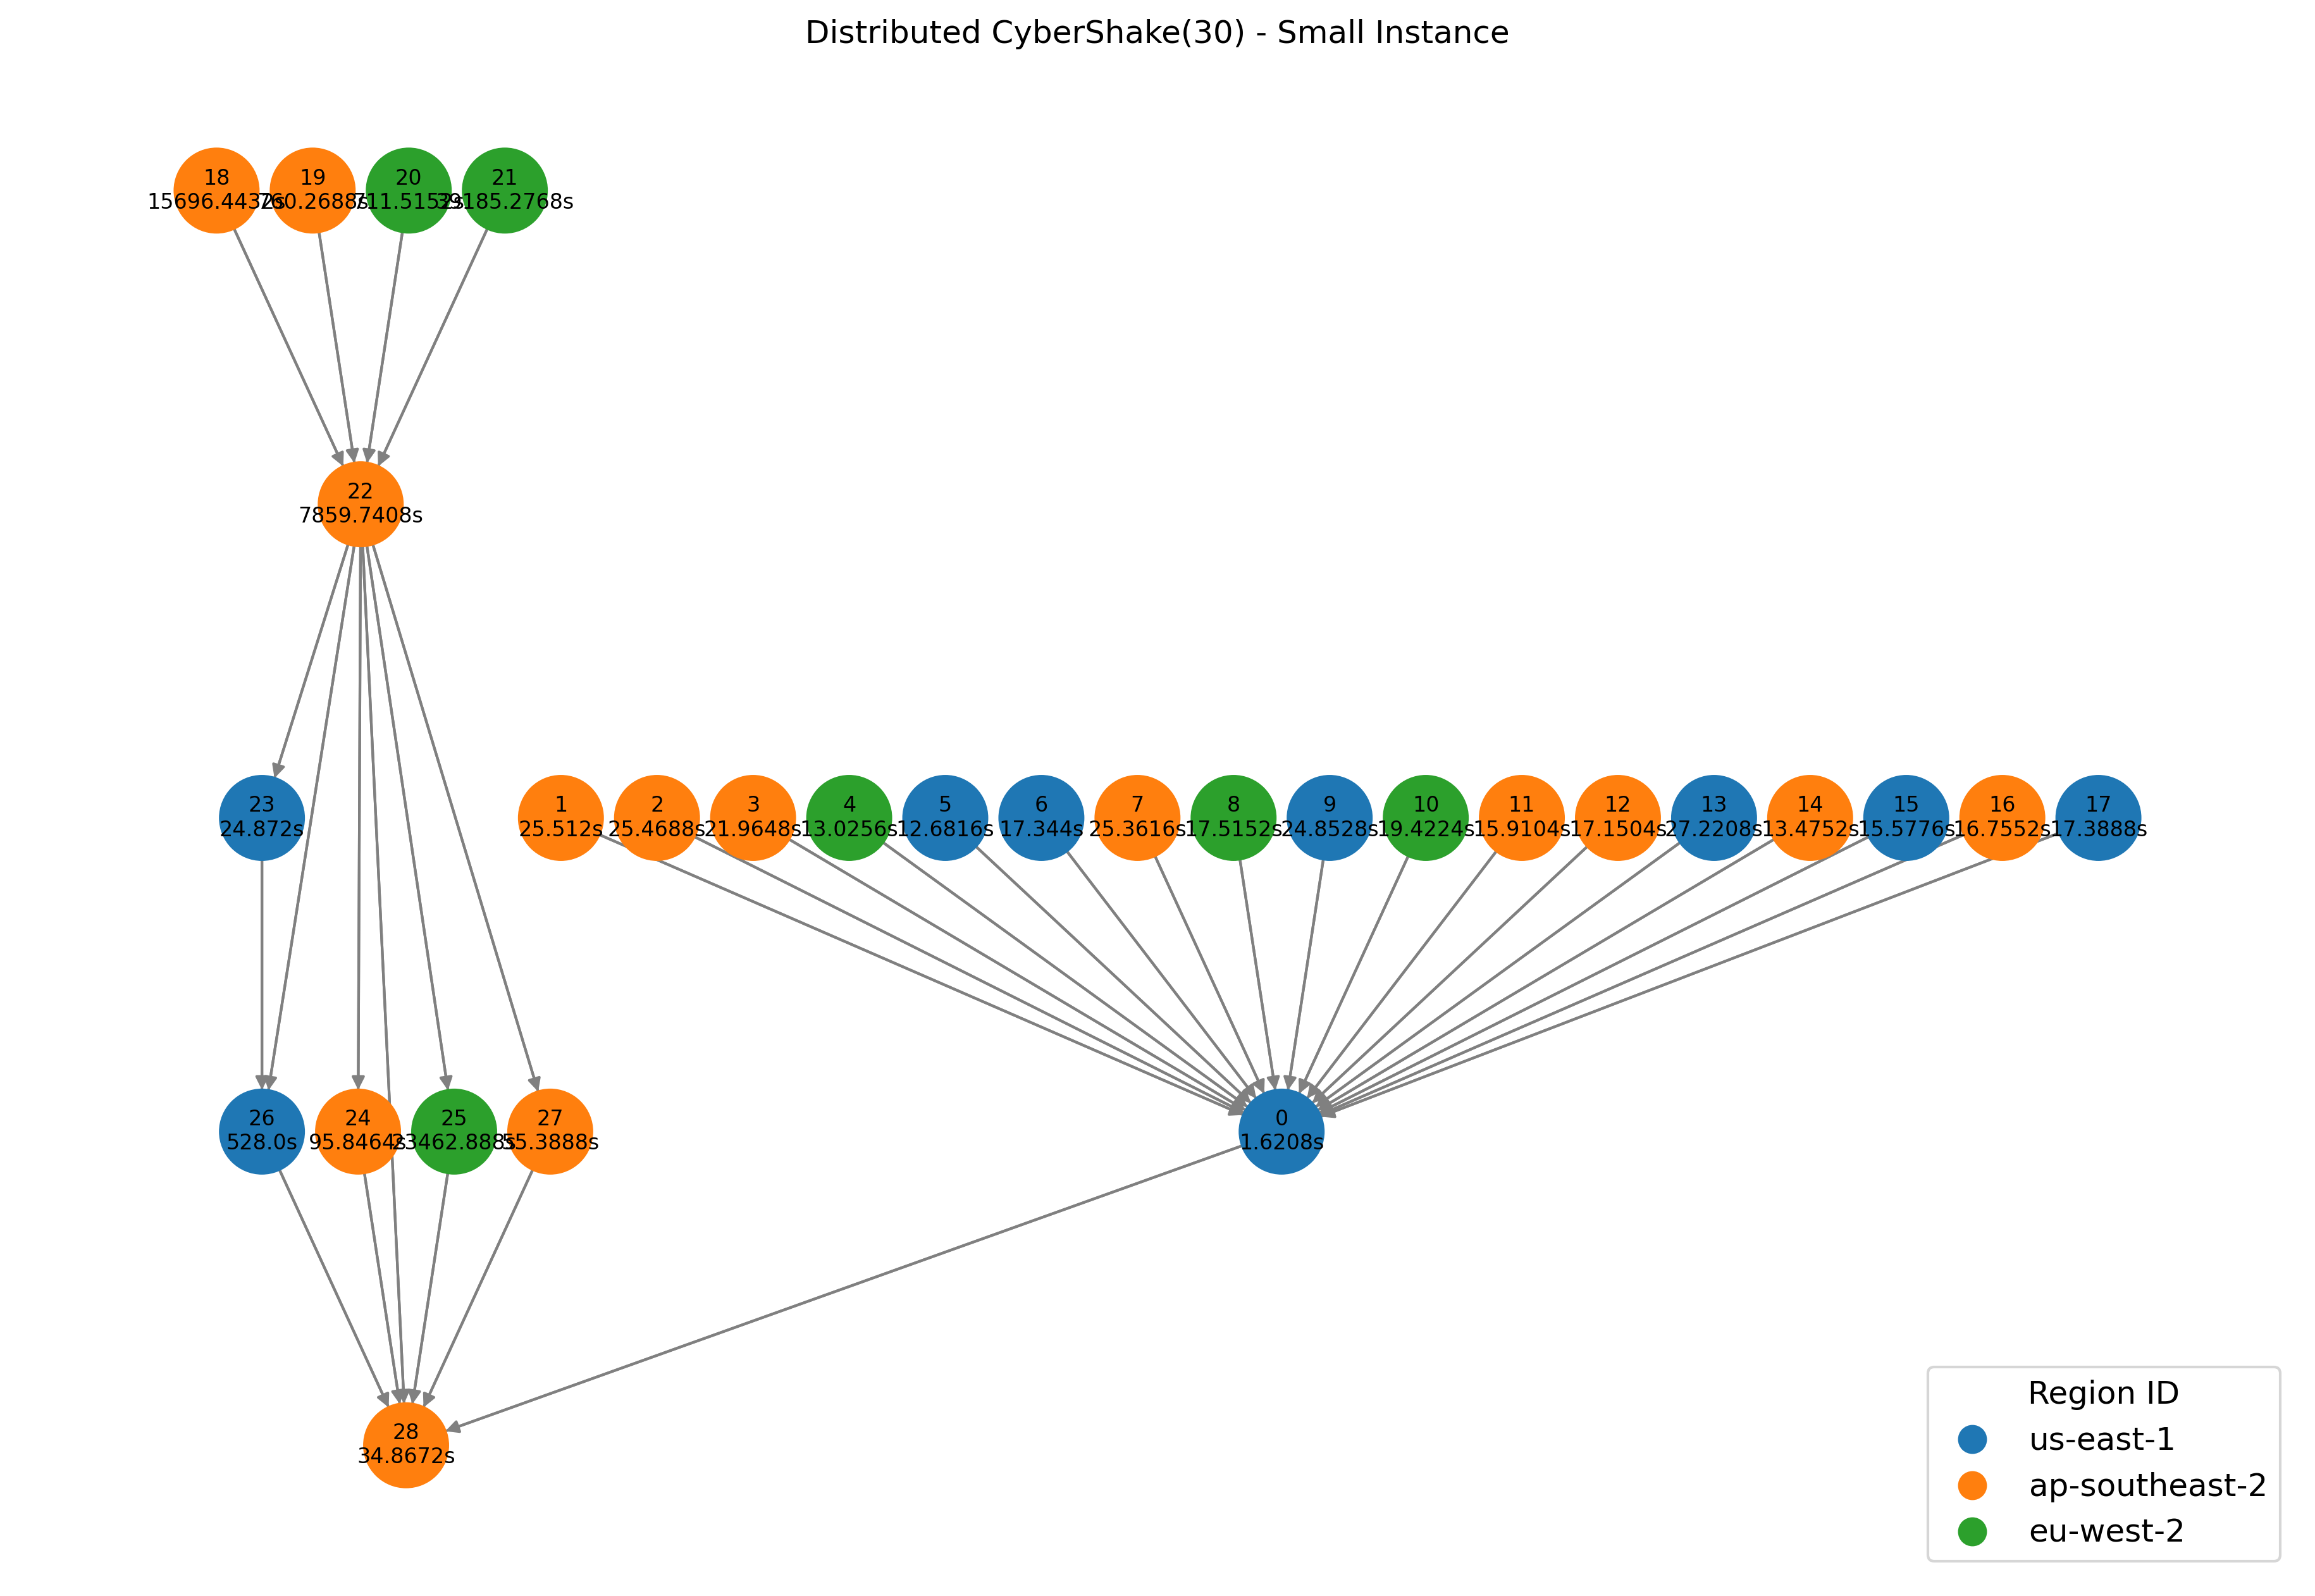 Distributed CyberShake(30) - Small Instance
18
15696.4432s
19
760.2688s
20
711.5152s
21
22
7859.7408s
23
24.872s
1
25.512s
2
25.4688s
3
21.9648s
4
13.0256s
5
12.6816s
6
17.344s
7
25.3616s
8
17.5152s
9
24.8528s
10
19.4224s
11
15.9104s
12
17.1504s
13
27.2208s
14
13.4752s
15
15.5776s
16
16.7552s
17
17.3888s
26
528.0s
24
95.8464s
25
27
55.3888s
0
1.6208s
28
34.8672s
Region ID
us-east-1
ap-southeast-2
eu-west-2